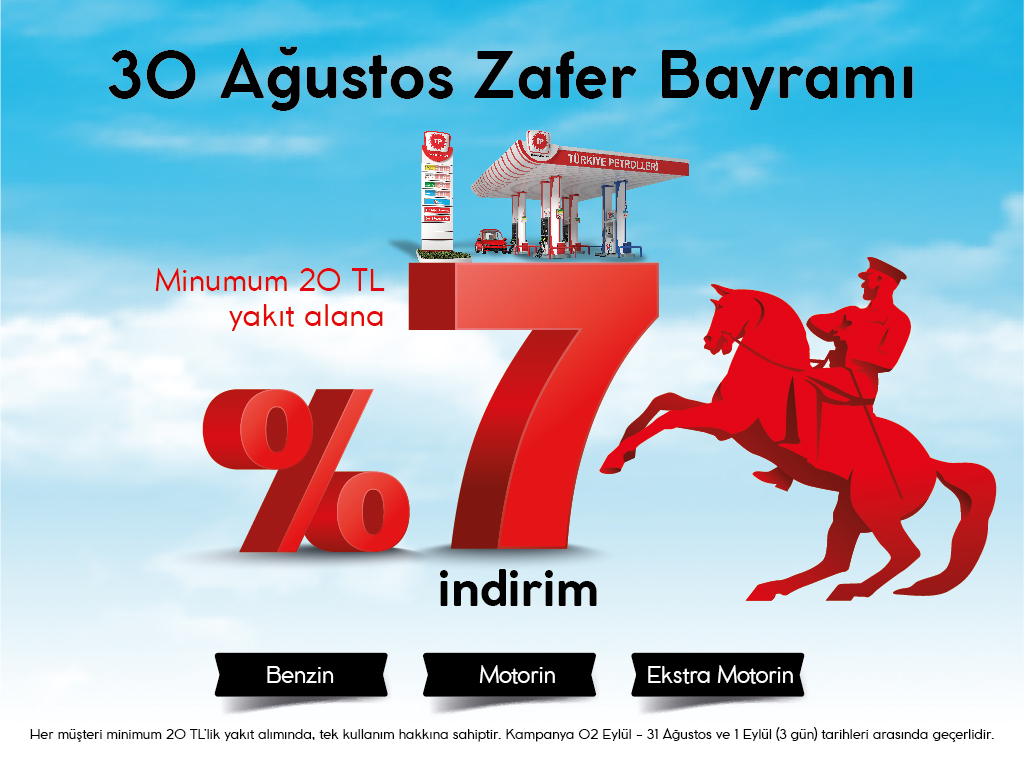 30 Ağustos Zafer Bayramı
TP
TP
TÜRKİYE PETROLLERİ
Minumum 20 TL
yakıt alana
%7
indirim
Benzin
Motorin
Ekstra Motorin
Her müşteri minimum 20 TL'lik yakıt alımında, tek kullanım hakkına sahiptir. Kampanya 02 Eylül - 31 Ağustos ve 1 Eylül (3 gün) tarihleri arasında geçerlidir.